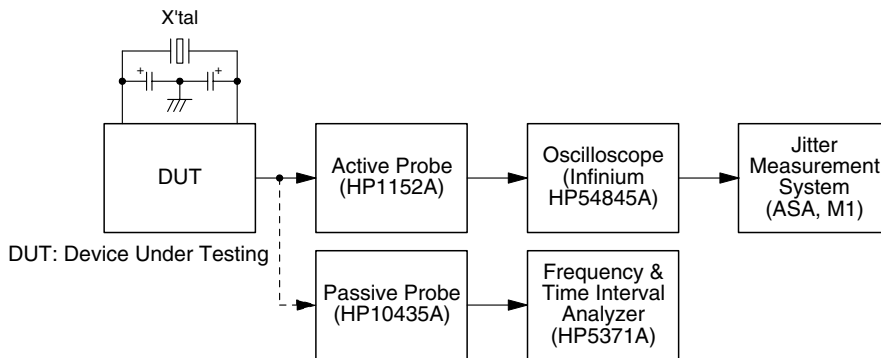 X'tal
+
+
DUT
Active Probe
(HP1152A)
Oscilloscope
(Infinium
HP54845A)
Jitter
Measurement
System
(ASA, M1)
DUT: Device Under Testing
Passive Probe
(HP10435A)
Frequency &
Time Interval
Analyzer
(HP5371A)